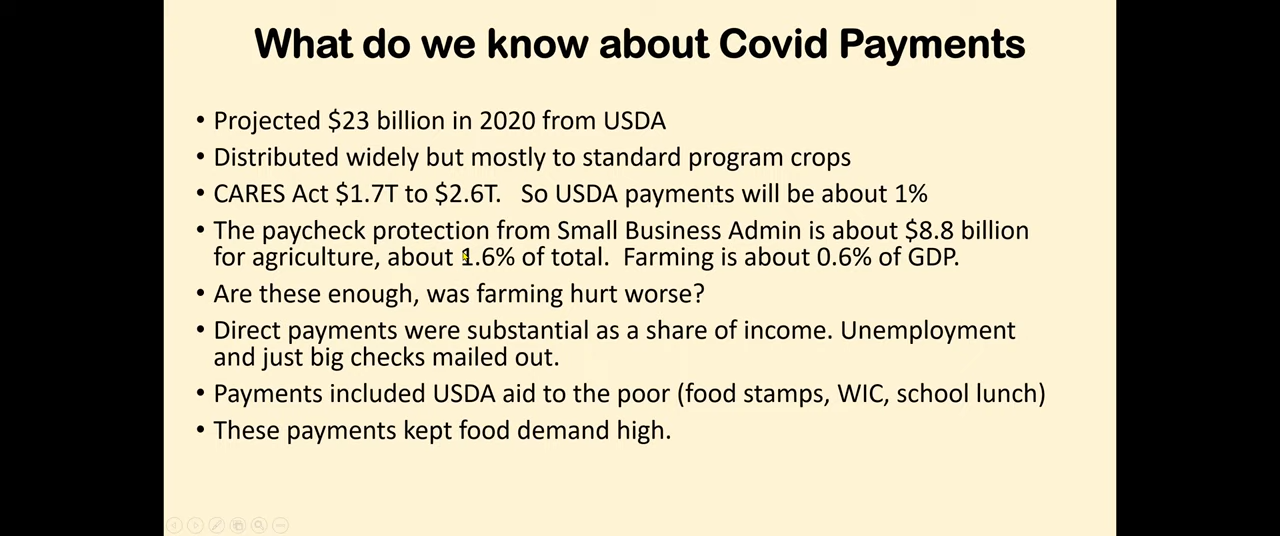 What do we know about Covid Payments
• Projected $23 billion in 2020 from USDA
• Distributed widely but mostly to standard program crops
• CARES Act $1.7T to $2.6T.   So USDA payments will be about 1%
• The paycheck protection from Small Business Admin is about $8.8 billion
for agriculture, about 1.6% of total.  Farming is about 0.6% of GDP.
• Are these enough, was farming hurt worse?
• Direct payments were substantial as a share of income. Unemployment
and just big checks mailed out.
• Payments included USDA aid to the poor (food stamps, WIC, school lunch)
• These payments kept food demand high.